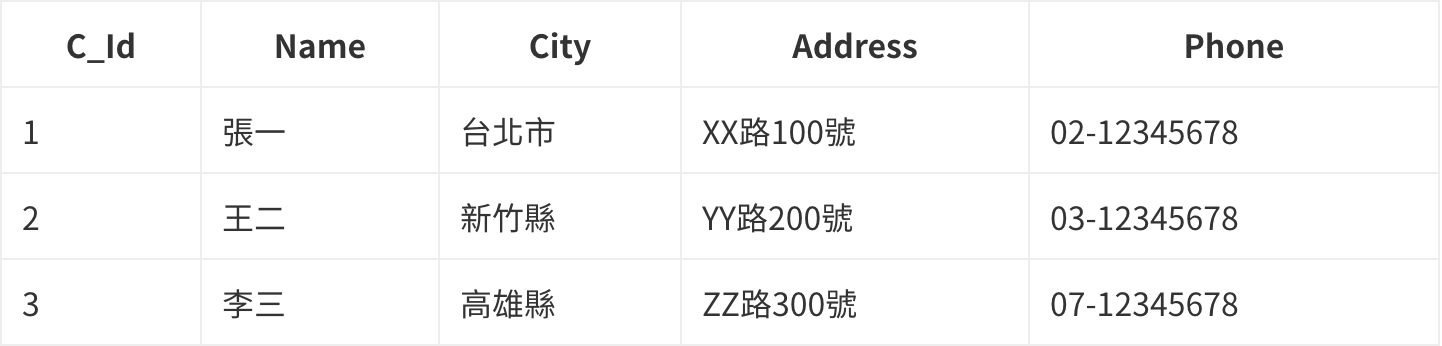 C_Id Name City Address Phone
1 張一 台北市 XX路100號 02-12345678
2 王二 新竹縣 YY路200號 03-12345678
3 李三 高雄縣 ZZ路300號 07-12345678